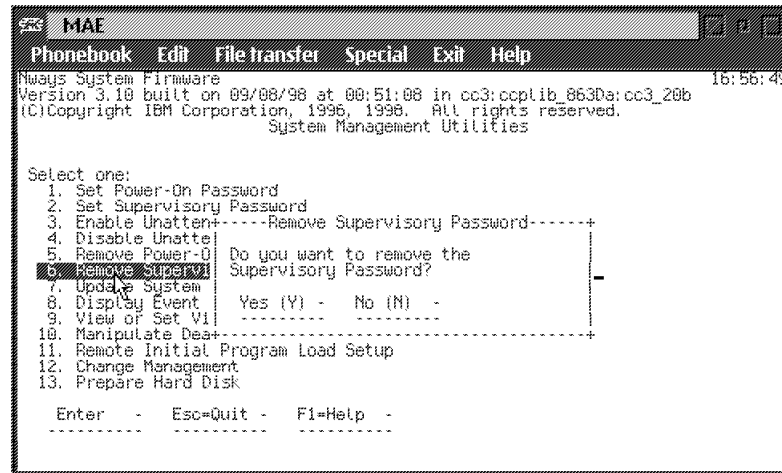 MAE
Phonebook Edit File transfer Special Exit Help
Nways System Firmware 16:56:49
Version 3.10 built on 09/08/98 at 00:51:08 in cc3:ccplib_863Da:cc3_20b
(C)Copyright IBM Corporation, 1996, 1998. All rights reserved.
System Management Utilities
Select one:
1. Set Power-On Password
2. Set Supervisory Password
3. Enable Unatten+-----Remove Supervisory Password------+
4. Disable Unatte|
5. Remove Power-O| Do you want to remove the
6. Remove Supervi| Supervisory Password?
7. Update System |
8. Display Event | Yes (Y) - No (N) -
9. View or Set Vi| --------- ---------
10. Manipulate Dea+-----------------------------------+
11. Remote Initial Program Load Setup
12. Change Management
13. Prepare Hard Disk
Enter - Esc=Quit - F1=Help -
---------- ---------- ----------